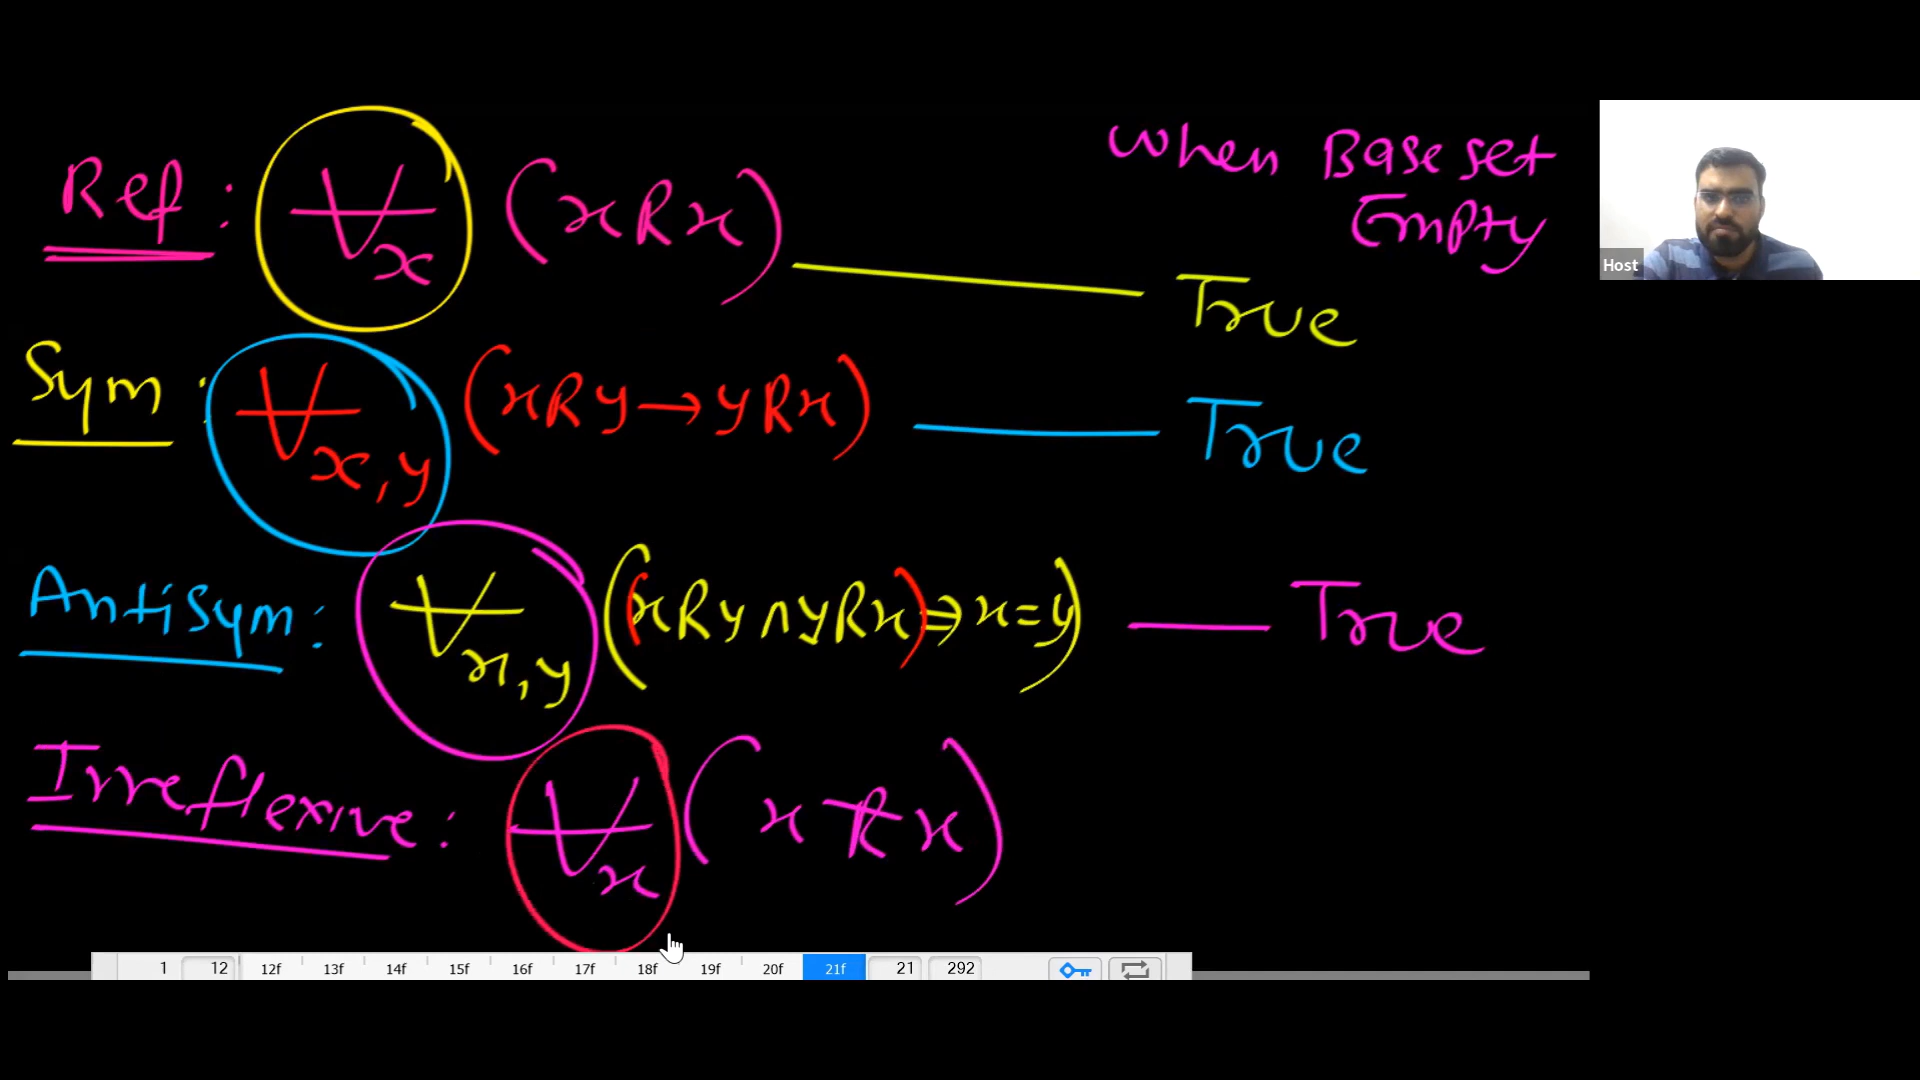 When Base set
Empty
Ref: ∀x (xRx) — True
Sym: ∀x,y (xRy → yRx) — True
AntiSym: ∀x,y ((xRy ∧ yRx) ⇒ x=y) — True
Irreflexive: ∀x (x R̸ x)
Host
1 12 12f 13f 14f 15f 16f 17f 18f 19f 20f 21f 21 292